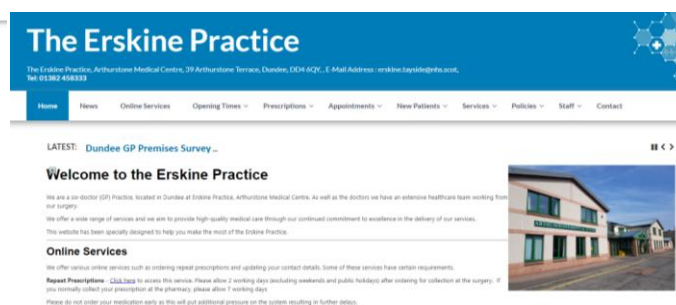 The Erskine Practice
The Erskine Practice, Arthurstone Medical Centre, 39 Arthurstone Terrace, Dundee, DD4 6QY, , E-Mail Address : erskine.tayside@nhs.scot,
Tel: 01382 458333
Home News Online Services Opening Times Prescriptions Appointments New Patients Services Policies Staff Contact
LATEST: Dundee GP Premises Survey ..
Welcome to the Erskine Practice
We are a six-doctor (GP) Practice, located in Dundee at Erskine Practice, Arthurstone Medical Centre. As well as the doctors we have an extensive healthcare team working from
our surgery.
We offer a wide range of services and we aim to provide high-quality medical care through our continued commitment to excellence in the delivery of our services.
This website has been specially designed to help you make the most of the Erskine Practice.
Online Services
We offer various online services such as ordering repeat prescriptions and updating your contact details. Some of these services have certain requirements.
Repeat Prescriptions - Click here to access this service. Please allow 2 working days (excluding weekends and public holidays) after ordering for collection at the surgery. If
you normally collect your prescription at the pharmacy, please allow 7 working days
Please do not order your medication early as this will put additional pressure on the system resulting in further delays.